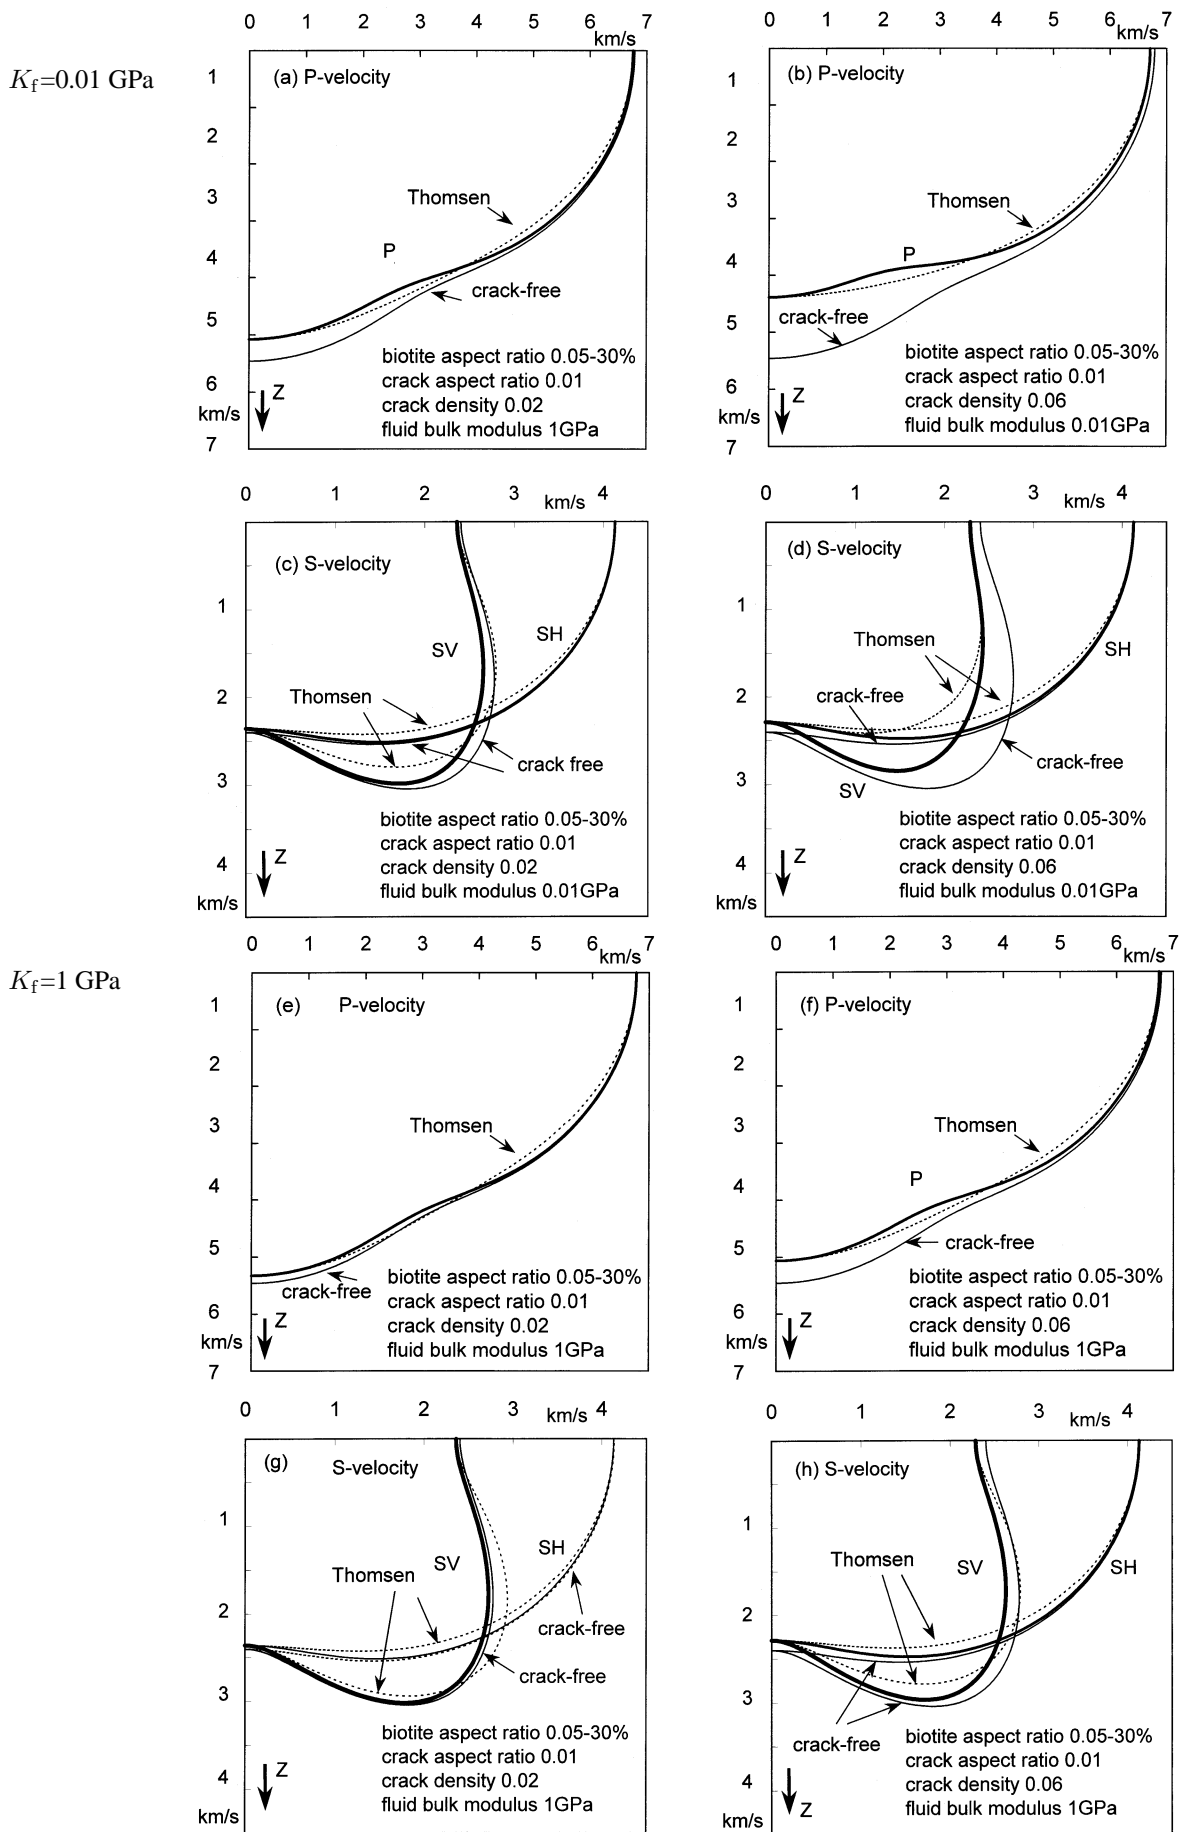 0 1 2 3 4 5 6 7
km/s
0 1 2 3 4 5 6 7
km/s
K_f=0.01 GPa
(a) P-velocity
1
2
3
4
5
6
km/s
7
Thomsen
P
crack-free
biotite aspect ratio 0.05-30%
crack aspect ratio 0.01
crack density 0.02
fluid bulk modulus 1GPa
Z
(b) P-velocity
1
2
3
4
5
6
km/s
7
Thomsen
P
crack-free
biotite aspect ratio 0.05-30%
crack aspect ratio 0.01
crack density 0.06
fluid bulk modulus 0.01GPa
Z
0 1 2 3 km/s 4
(c) S-velocity
1
2
3
4
km/s
SV
SH
Thomsen
crack free
biotite aspect ratio 0.05-30%
crack aspect ratio 0.01
crack density 0.02
fluid bulk modulus 0.01GPa
Z
0 1 2 3 km/s 4
(d) S-velocity
1
2
3
4
km/s
Thomsen
SH
crack-free
crack-free
SV
biotite aspect ratio 0.05-30%
crack aspect ratio 0.01
crack density 0.06
fluid bulk modulus 0.01GPa
Z
0 1 2 3 4 5 6 7
km/s
K_f=1 GPa
(e) P-velocity
1
2
3
4
5
6
km/s
7
Thomsen
crack-free
biotite aspect ratio 0.05-30%
crack aspect ratio 0.01
crack density 0.02
fluid bulk modulus 1GPa
Z
0 1 2 3 4 5 6 7
km/s
(f) P-velocity
1
2
3
4
5
6
km/s
7
Thomsen
P
crack-free
biotite aspect ratio 0.05-30%
crack aspect ratio 0.01
crack density 0.06
fluid bulk modulus 1GPa
Z
0 1 2 3 km/s 4
(g) S-velocity
1
2
3
4
km/s
SV
SH
Thomsen
crack-free
crack-free
biotite aspect ratio 0.05-30%
crack aspect ratio 0.01
crack density 0.02
fluid bulk modulus 1GPa
Z
0 1 2 3 km/s 4
(h) S-velocity
1
2
3
4
km/s
Thomsen
SV
SH
crack-free
biotite aspect ratio 0.05-30%
crack aspect ratio 0.01
crack density 0.06
fluid bulk modulus 1GPa
Z